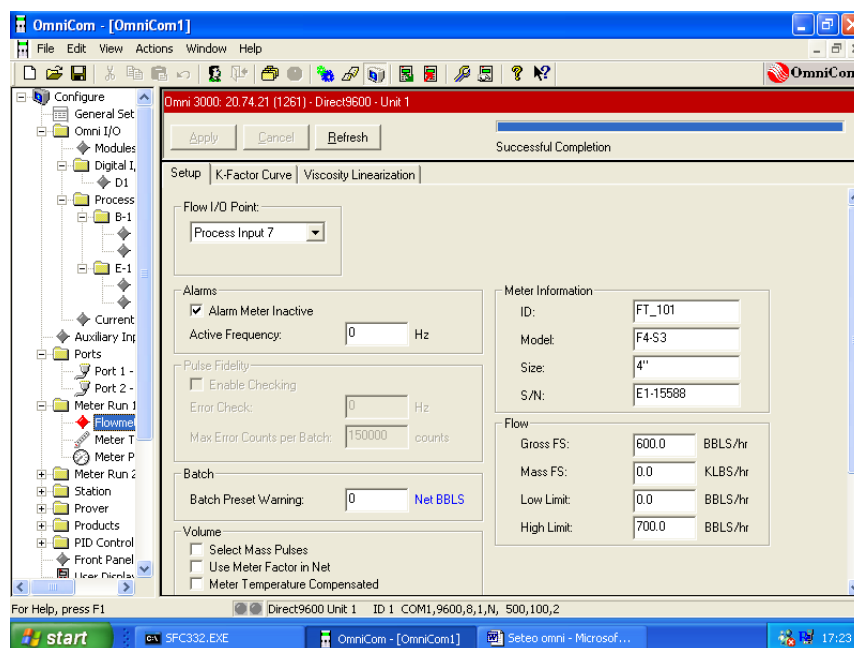 OmniCom - [OmniCom1]
File Edit View Actions Window Help
OmniCom
Configure
General Set
Omni I/O
Modules
Digital I,
D1
Process
B-1
E-1
Current
Auxiliary Inp
Ports
Port 1 -
Port 2 -
Meter Run 1
Flowme
Meter T
Meter P
Meter Run 2
Station
Prover
Products
PID Control
Front Panel
User Display
Omni 3000: 20.74.21 (1261) - Direct9600 - Unit 1
Apply Cancel Refresh
Successful Completion
Setup K-Factor Curve Viscosity Linearization
Flow I/O Point:
Process Input 7
Alarms
Alarm Meter Inactive
Active Frequency: 0 Hz
Pulse Fidelity
Enable Checking
Error Check: 0 Hz
Max Error Counts per Batch: 150000 counts
Batch
Batch Preset Warning: 0 Net BBLS
Volume
Select Mass Pulses
Use Meter Factor in Net
Meter Temperature Compensated
Meter Information
ID: FT_101
Model: F4-S3
Size: 4''
S/N: E1-15588
Flow
Gross FS: 600.0 BBLS/hr
Mass FS: 0.0 KLBS/hr
Low Limit: 0.0 BBLS/hr
High Limit: 700.0 BBLS/hr
For Help, press F1
Direct9600 Unit 1 ID 1 COM1,9600,8,1,N, 500,100,2
start
SFC332.EXE
OmniCom - [OmniCom1]
Seteo omni - Microsof...
17:23